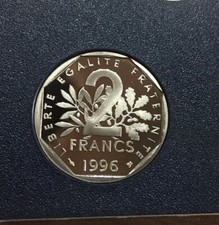 LIBERTE EGALITE FRATERNITE
2
FRANCS
1996